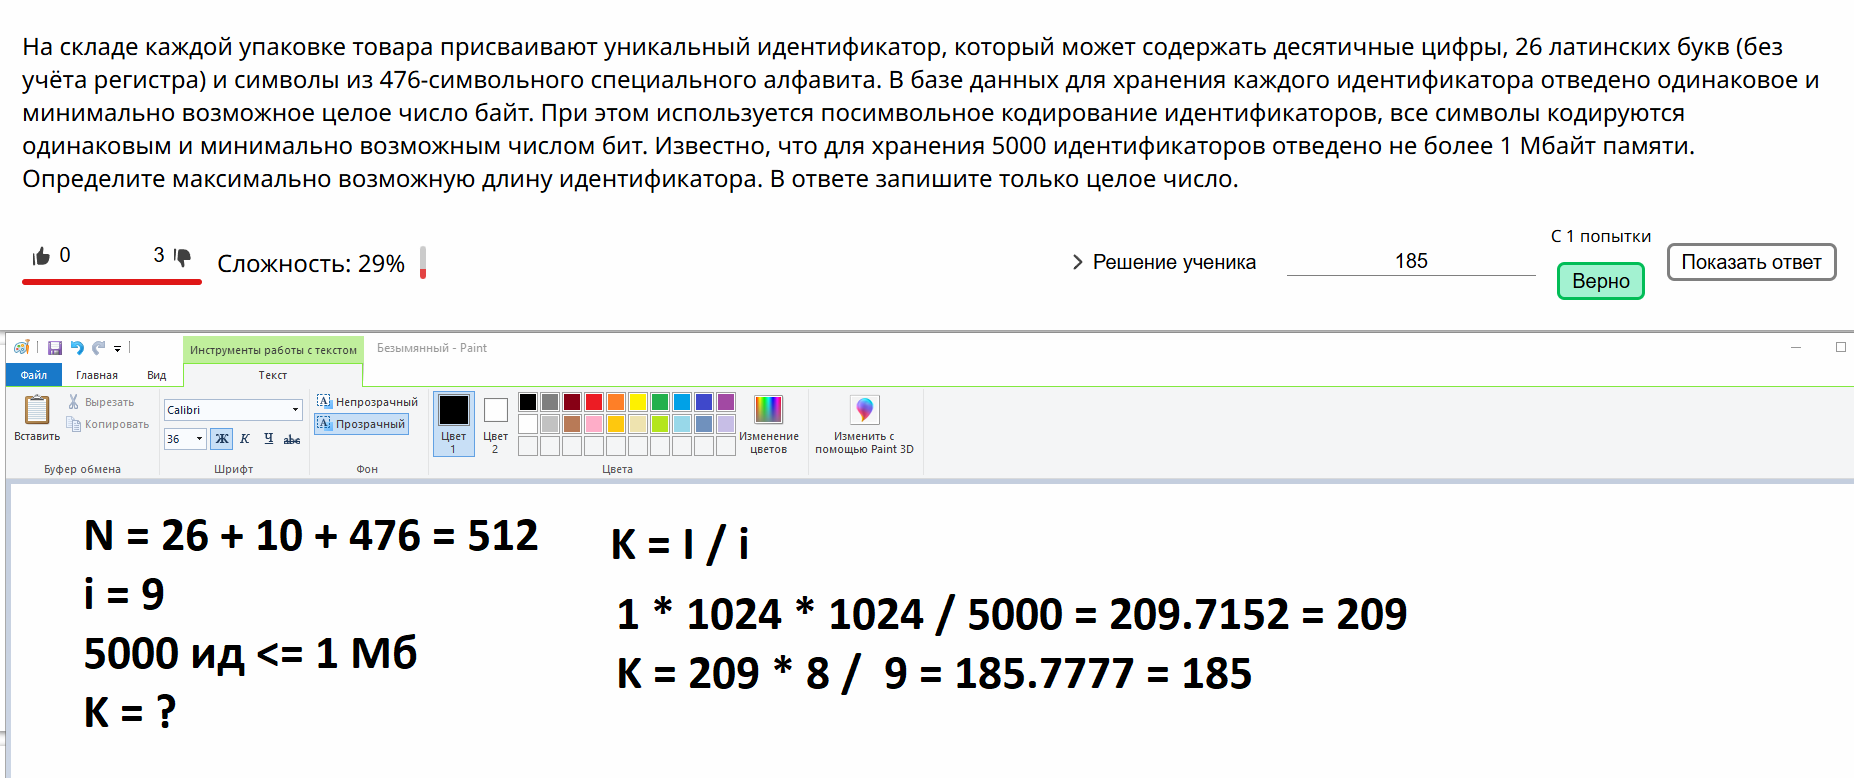 На складе каждой упаковке товара присваивают уникальный идентификатор, который может содержать десятичные цифры, 26 латинских букв (без
учёта регистра) и символы из 476-символьного специального алфавита. В базе данных для хранения каждого идентификатора отведено одинаковое и
минимально возможное целое число байт. При этом используется посимвольное кодирование идентификаторов, все символы кодируются
одинаковым и минимально возможным числом бит. Известно, что для хранения 5000 идентификаторов отведено не более 1 Мбайт памяти.
Определите максимально возможную длину идентификатора. В ответе запишите только целое число.
0 3 Сложность: 29%
Решение ученика 185
С 1 попытки
Верно
Показать ответ
Инструменты работы с текстом Безымянный - Paint
Файл Главная Вид Текст
Вставить
Вырезать
Копировать
Буфер обмена
Calibri
36 Ж К Ч abc
Шрифт
Непрозрачный
Прозрачный
Фон
Цвет
1
Цвет
2
Цвета
Изменение
цветов
Изменить с
помощью Paint 3D
N = 26 + 10 + 476 = 512
i = 9
5000 ид <= 1 Мб
K = ?
K = I / i
1 * 1024 * 1024 / 5000 = 209.7152 = 209
K = 209 * 8 / 9 = 185.7777 = 185